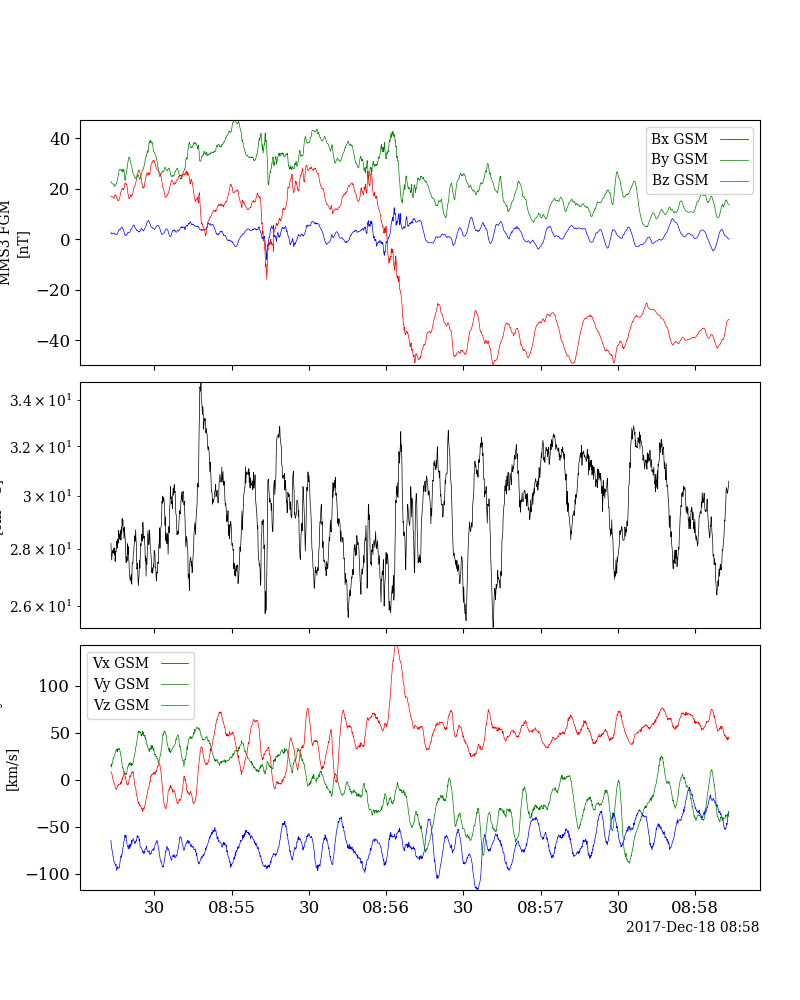 40
20
0
−20
−40
MMS3 FGM
[nT]
Bx GSM
By GSM
Bz GSM
3.4 × 10¹
3.2 × 10¹
3 × 10¹
2.8 × 10¹
2.6 × 10¹
100
50
0
−50
−100
[km/s]
Vx GSM
Vy GSM
Vz GSM
30 08:55 30 08:56 30 08:57 30 08:58
2017-Dec-18 08:58